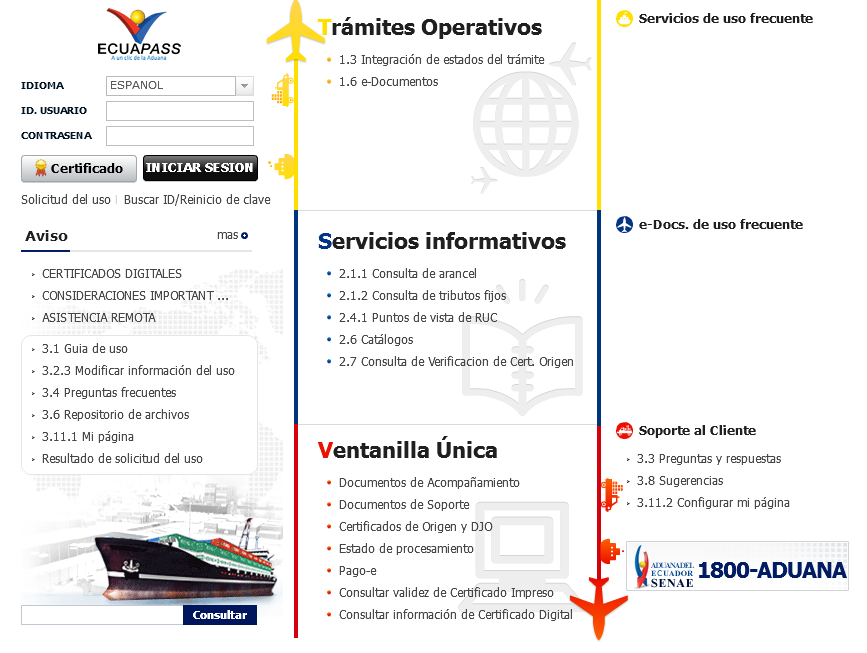 ECUAPASS
A un clic de la Aduana
IDIOMA
ESPANOL
ID. USUARIO
CONTRASENA
Certificado
INICIAR SESION
Solicitud del uso
Buscar ID/Reinicio de clave
Aviso
mas
CERTIFICADOS DIGITALES
CONSIDERACIONES IMPORTANT ...
ASISTENCIA REMOTA
3.1 Guia de uso
3.2.3 Modificar información del uso
3.4 Preguntas frecuentes
3.6 Repositorio de archivos
3.11.1 Mi página
Resultado de solicitud del uso
Consultar
Trámites Operativos
1.3 Integración de estados del trámite
1.6 e-Documentos
Servicios informativos
2.1.1 Consulta de arancel
2.1.2 Consulta de tributos fijos
2.4.1 Puntos de vista de RUC
2.6 Catálogos
2.7 Consulta de Verificacion de Cert. Origen
Ventanilla Única
Documentos de Acompañamiento
Documentos de Soporte
Certificados de Origen y DJO
Estado de procesamiento
Pago-e
Consultar validez de Certificado Impreso
Consultar información de Certificado Digital
Servicios de uso frecuente
e-Docs. de uso frecuente
Soporte al Cliente
3.3 Preguntas y respuestas
3.8 Sugerencias
3.11.2 Configurar mi página
ADUANA DEL
ECUADOR
SENAE
1800-ADUANA